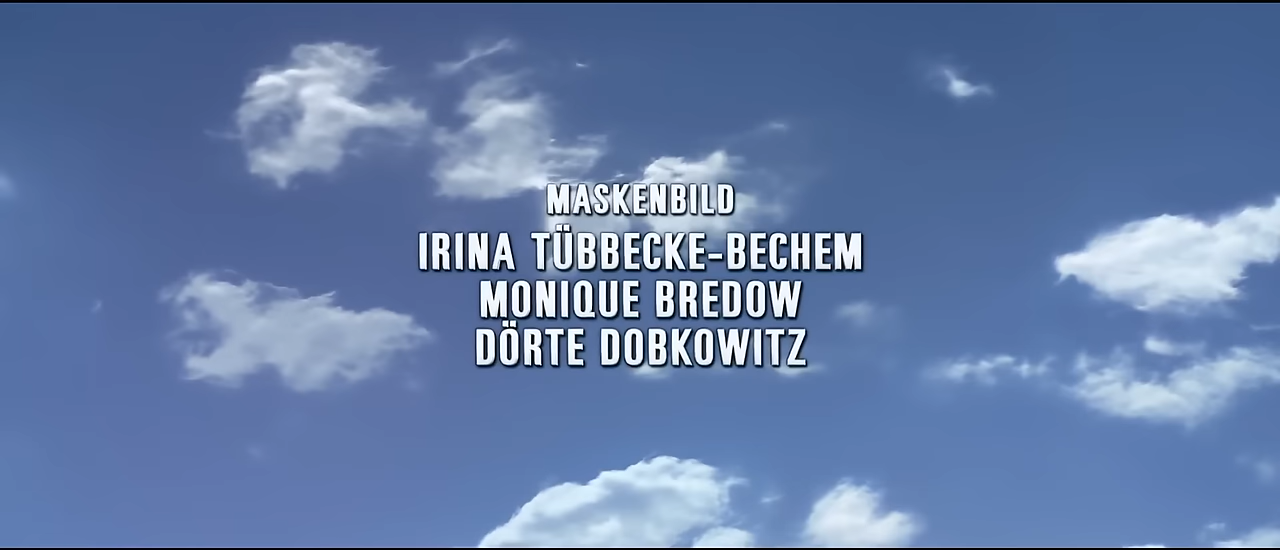 MASKENBILD
IRINA TÜBBECKE-BECHEM
MONIQUE BREDOW
DÖRTE DOBKOWITZ